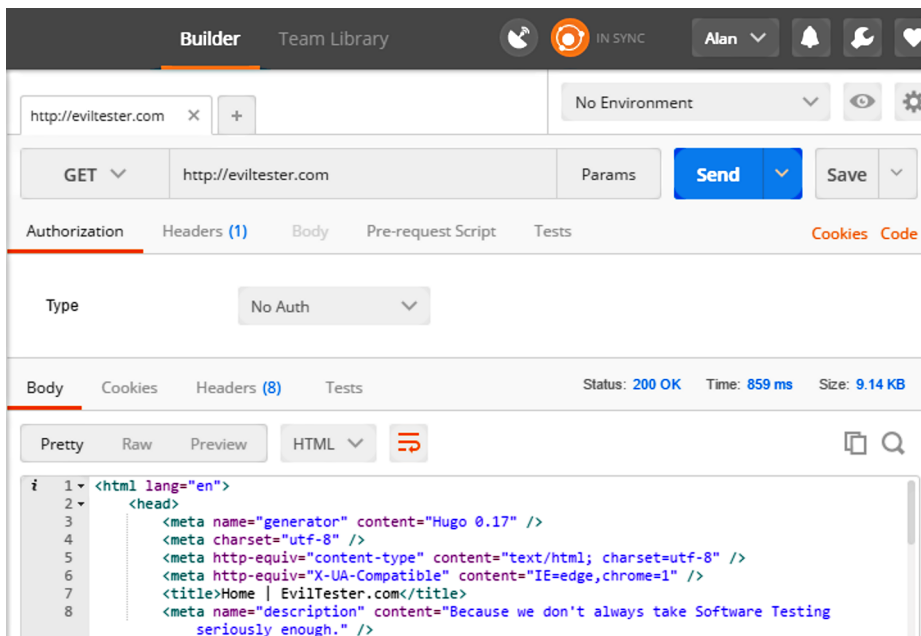 Builder Team Library IN SYNC Alan
http://eviltester.com × + No Environment
GET http://eviltester.com Params Send Save
Authorization Headers (1) Body Pre-request Script Tests Cookies Code
Type No Auth
Body Cookies Headers (8) Tests Status: 200 OK Time: 859 ms Size: 9.14 KB
Pretty Raw Preview HTML
i 1 <html lang="en">
2 <head>
3 <meta name="generator" content="Hugo 0.17" />
4 <meta charset="utf-8" />
5 <meta http-equiv="content-type" content="text/html; charset=utf-8" />
6 <meta http-equiv="X-UA-Compatible" content="IE=edge,chrome=1" />
7 <title>Home | EvilTester.com</title>
8 <meta name="description" content="Because we don't always take Software Testing
seriously enough." />